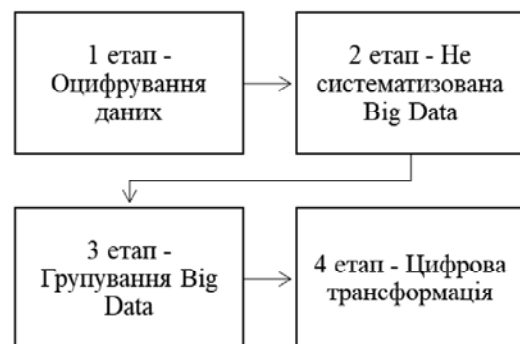 1 етап -
Оцифрування
даних
2 етап - Не
систематизована
Big Data
3 етап -
Групування Big
Data
4 етап - Цифрова
трансформація